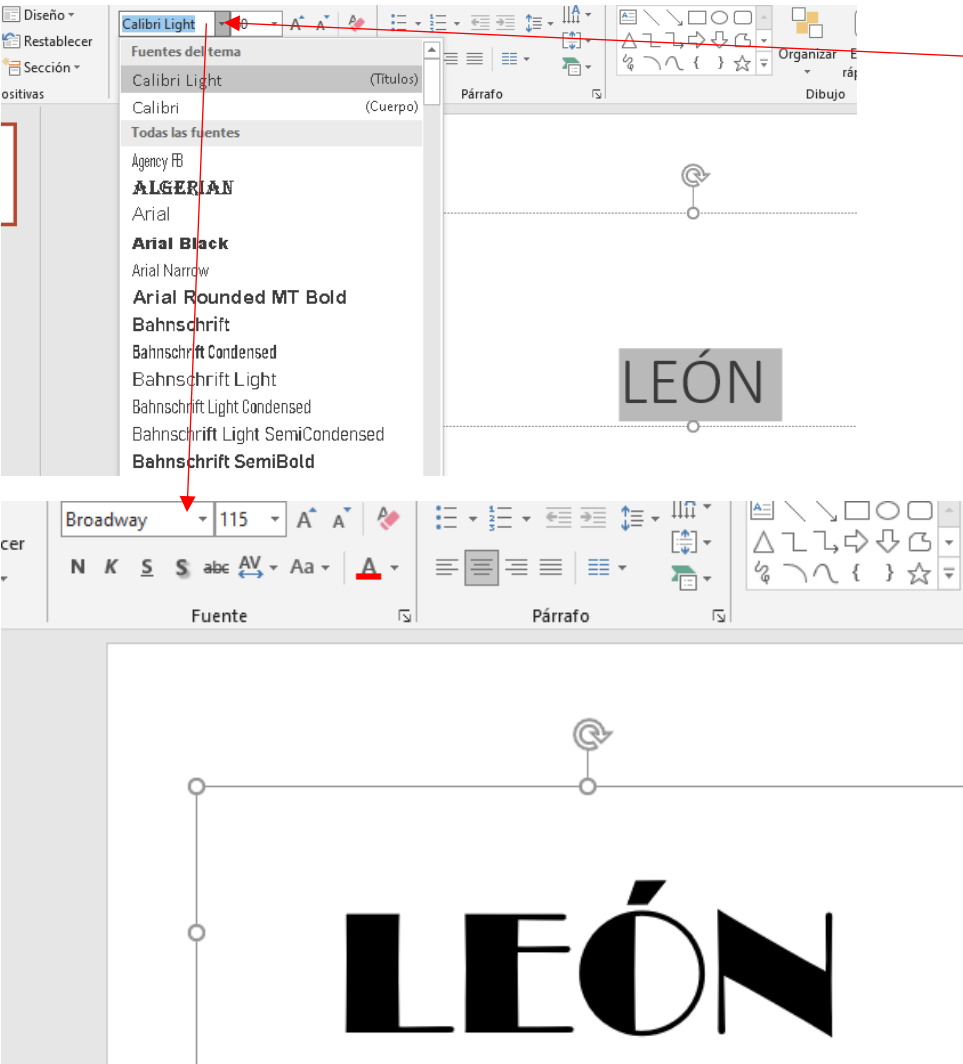 Diseño
Calibri Light
Restablecer
Sección
ositivas
Fuentes del tema
Calibri Light (Títulos)
Calibri (Cuerpo)
Todas las fuentes
Agency FB
ALGERIAN
Arial
Arial Black
Arial Narrow
Arial Rounded MT Bold
Bahnschrift
Bahnschrift Condensed
Bahnschrift Light
Bahnschrift Light Condensed
Bahnschrift Light SemiCondensed
Bahnschrift SemiBold
Párrafo
Organizar E
ráp
Dibujo
LEÓN
Broadway 115 A A
cer
N K S S abc AV Aa A
Fuente Párrafo
LEÓN